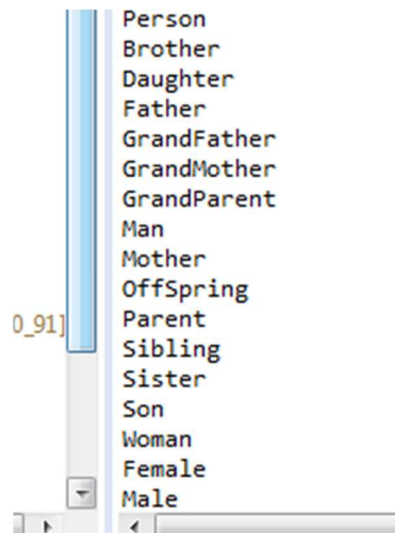 Person
Brother
Daughter
Father
GrandFather
GrandMother
GrandParent
Man
Mother
OffSpring
Parent
0_91]
Sibling
Sister
Son
Woman
Female
Male